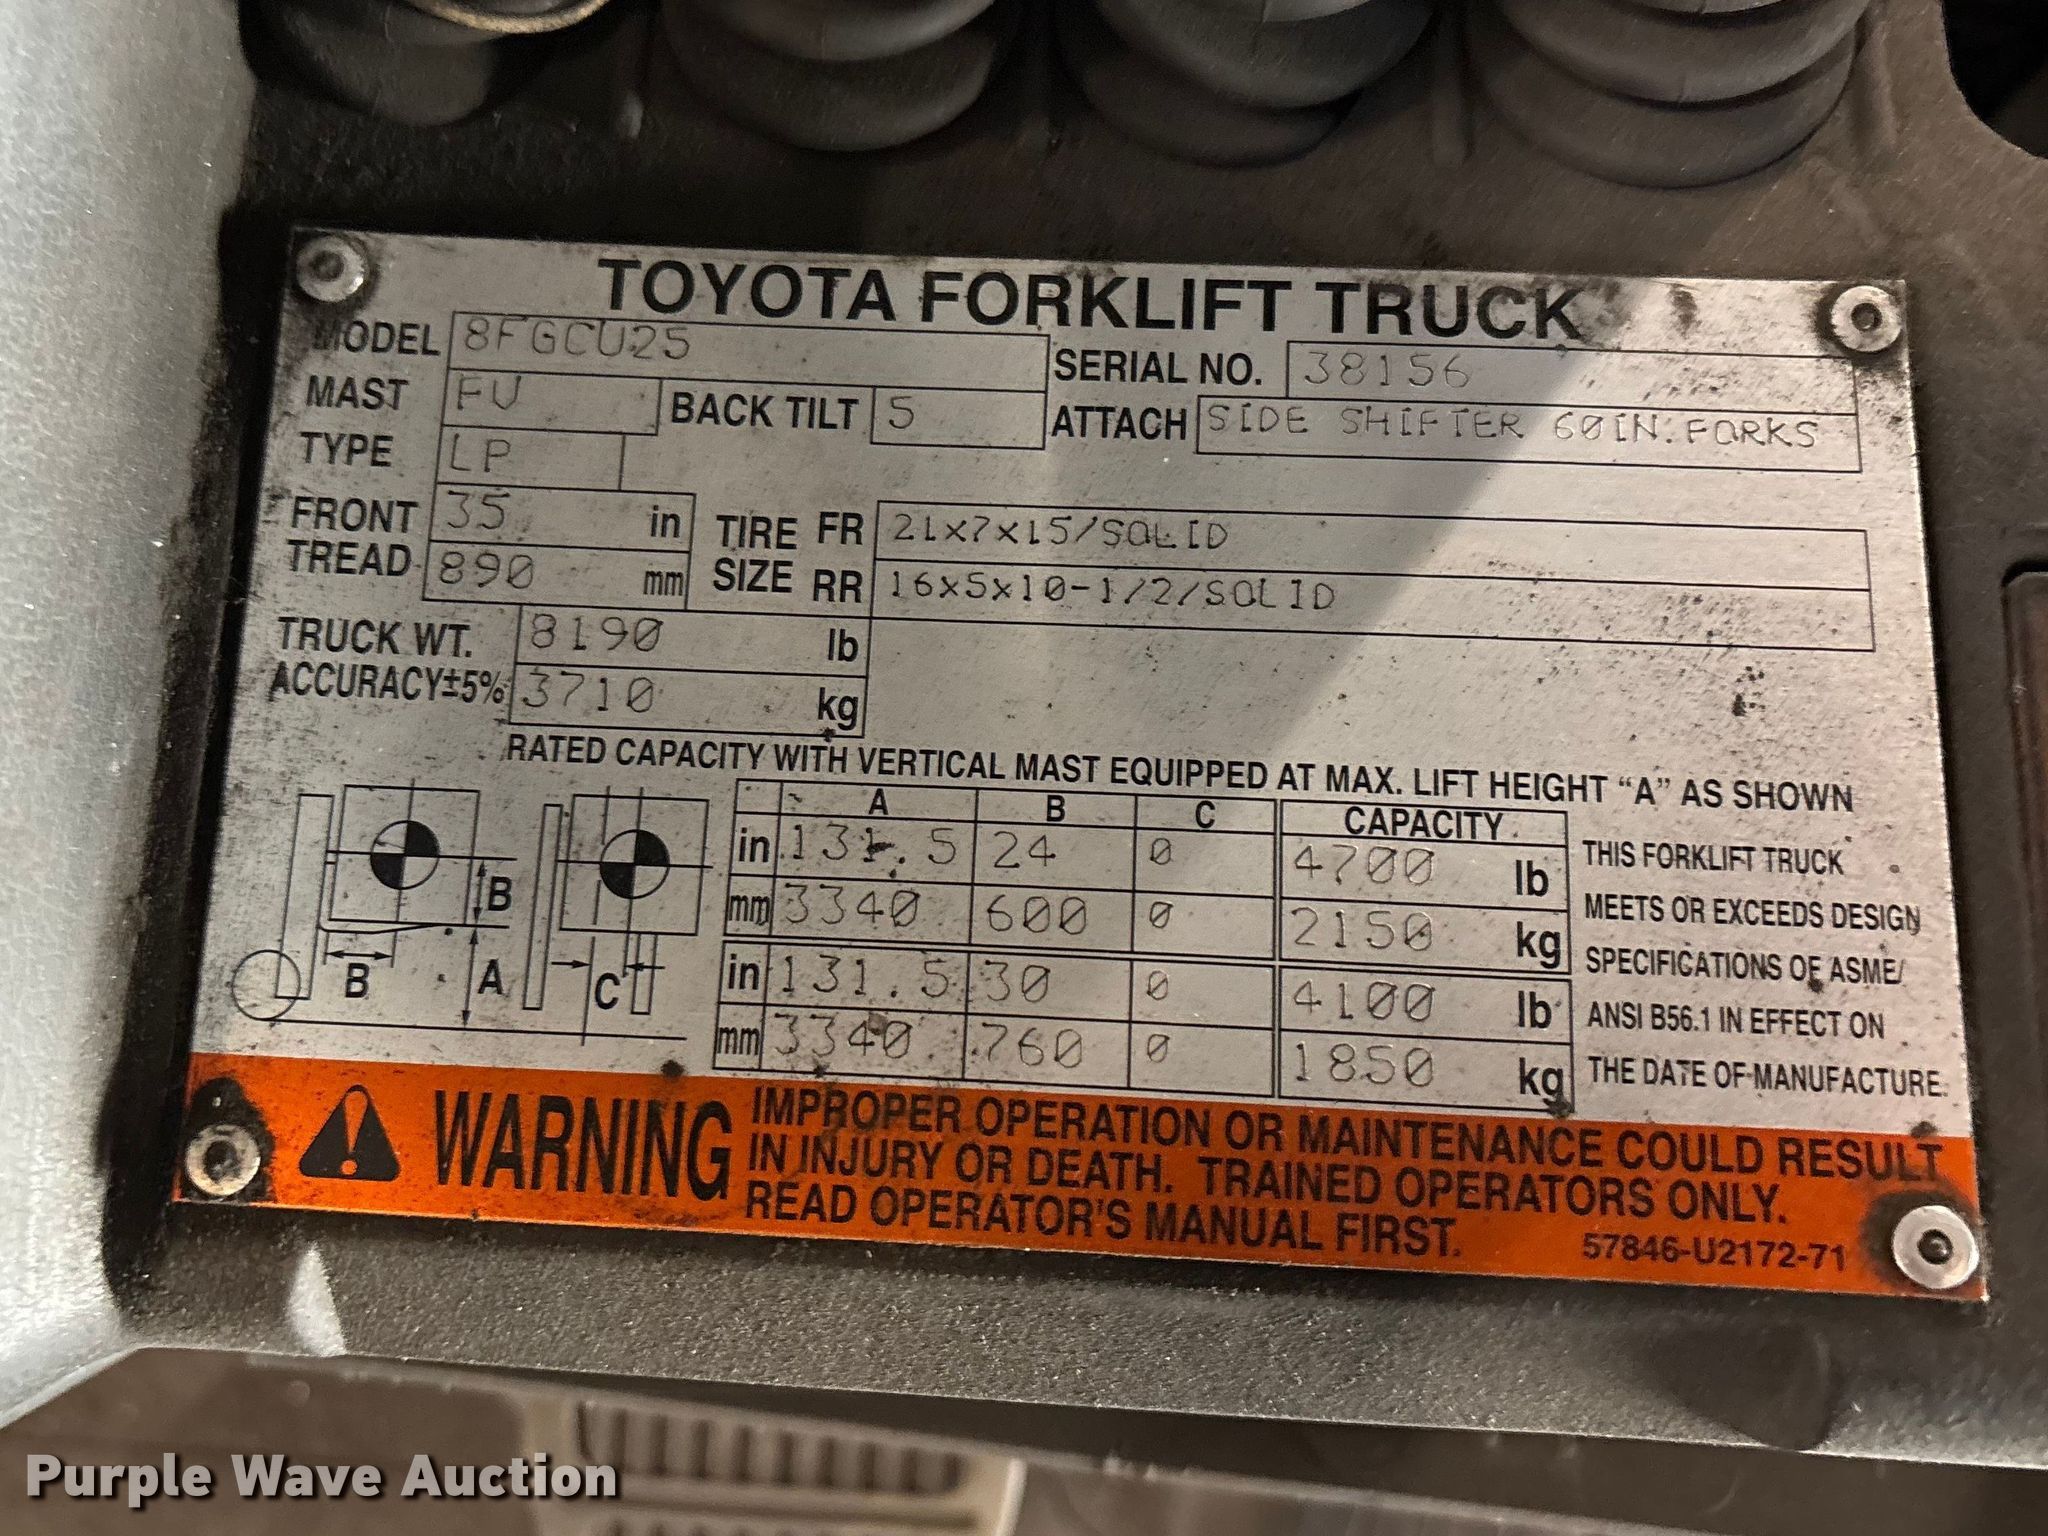 TOYOTA FORKLIFT TRUCK
MODEL 8FGCU25 SERIAL NO. 38156
MAST FV BACK TILT 5 ATTACH SIDE SHIFTER 60IN.FORKS
TYPE LP
FRONT TREAD 35 in TIRE SIZE FR 21x7x15/SOLID
890 mm RR 16x5x10-1/2/SOLID
TRUCK WT. 8190 lb
ACCURACY±5% 3710 kg
RATED CAPACITY WITH VERTICAL MAST EQUIPPED AT MAX. LIFT HEIGHT “A” AS SHOWN
A B C CAPACITY
in 131.5 24 0 4700 lb
mm 3340 600 0 2150 kg
in 131.5 30 0 4100 lb
mm 3340 760 0 1850 kg
B
B
A
C
THIS FORKLIFT TRUCK
MEETS OR EXCEEDS DESIGN
SPECIFICATIONS OF ASME/
ANSI B56.1 IN EFFECT ON
THE DATE OF MANUFACTURE.
WARNING
IMPROPER OPERATION OR MAINTENANCE COULD RESULT
IN INJURY OR DEATH. TRAINED OPERATORS ONLY.
READ OPERATOR'S MANUAL FIRST.
57846-U2172-71
Purple Wave Auction